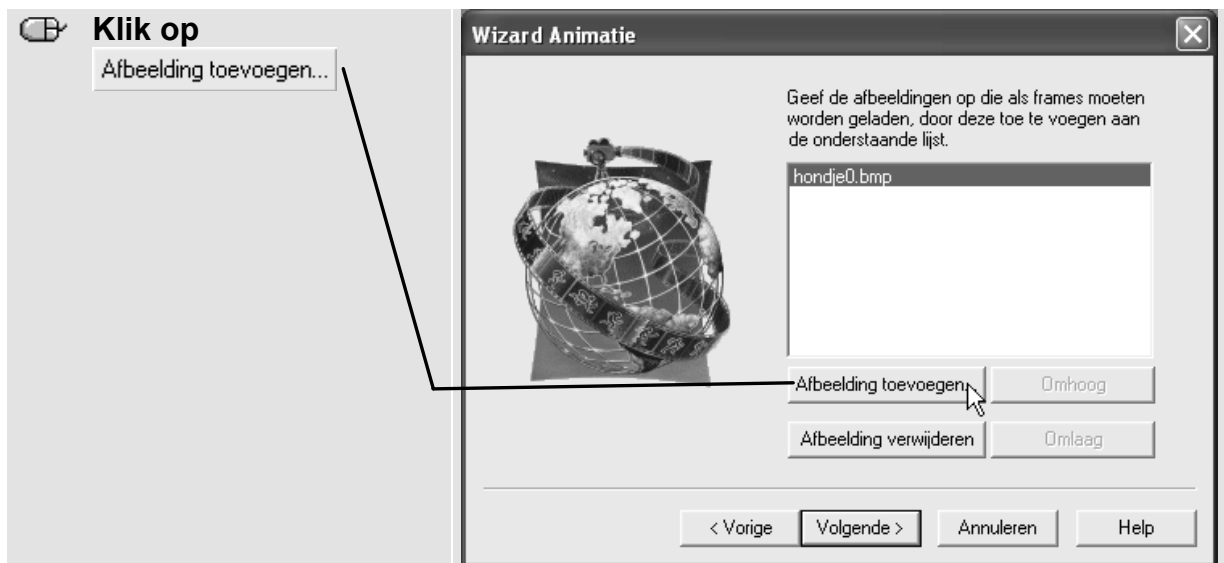 Klik op
Afbeelding toevoegen...
Wizard Animatie
Geef de afbeeldingen op die als frames moeten
worden geladen, door deze toe te voegen aan
de onderstaande lijst.
hondje0.bmp
Afbeelding toevoegen...
Omhoog
Afbeelding verwijderen
Omlaag
< Vorige
Volgende >
Annuleren
Help